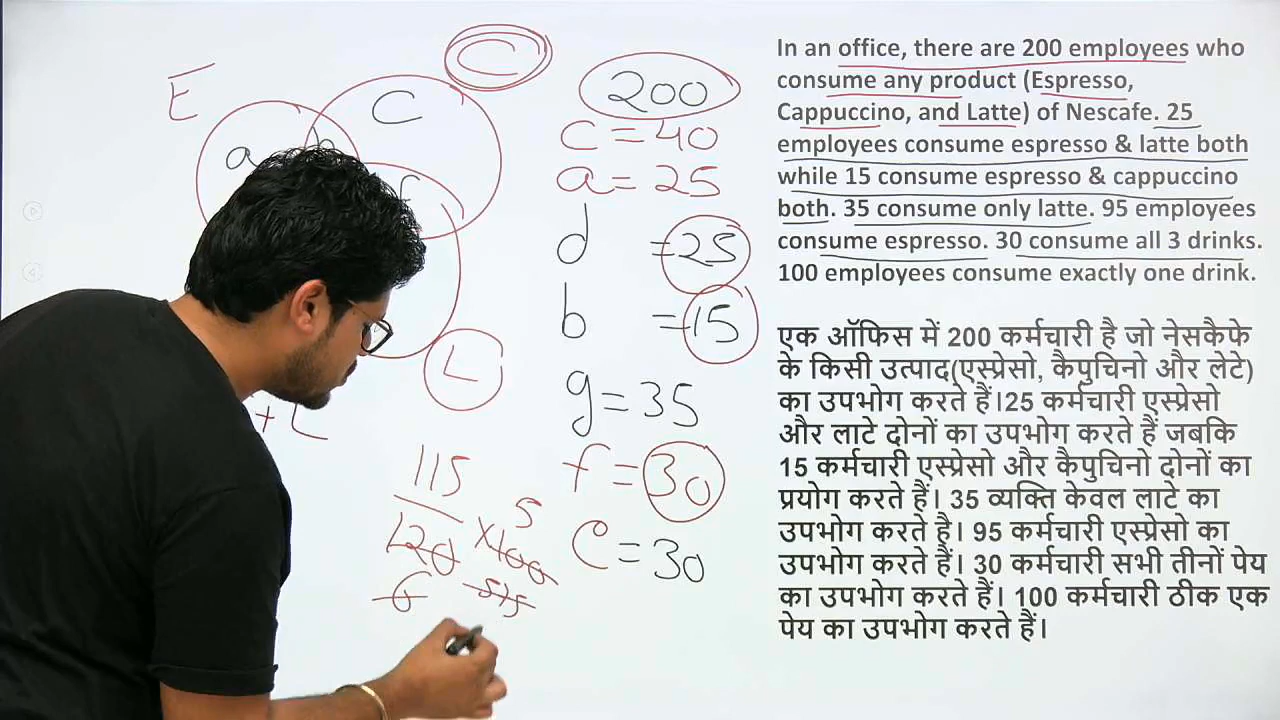 In an office, there are 200 employees who
consume any product (Espresso,
Cappuccino, and Latte) of Nescafe. 25
employees consume espresso & latte both
while 15 consume espresso & cappuccino
both. 35 consume only latte. 95 employees
consume espresso. 30 consume all 3 drinks.
100 employees consume exactly one drink.
एक ऑफिस में 200 कर्मचारी है जो नेसकैफे
के किसी उत्पाद(एस्प्रेसो, कैपुचिनो और लेटे)
का उपभोग करते हैं।25 कर्मचारी एस्प्रेसो
और लाटे दोनों का उपभोग करते हैं जबकि
15 कर्मचारी एस्प्रेसो और कैपुचिनो दोनों का
प्रयोग करते हैं। 35 व्यक्ति केवल लाटे का
उपभोग करते है। 95 कर्मचारी एस्प्रेसो का
उपभोग करते हैं। 30 कर्मचारी सभी तीनों पेय
का उपभोग करते हैं। 100 कर्मचारी ठीक एक
पेय का उपभोग करते हैं।
E
C
a
b
c
f
L
+ L
200
c = 40
a = 25
d = 25
b = 15
g = 35
f = 30
e = 30
115
120
×100
5
6
575